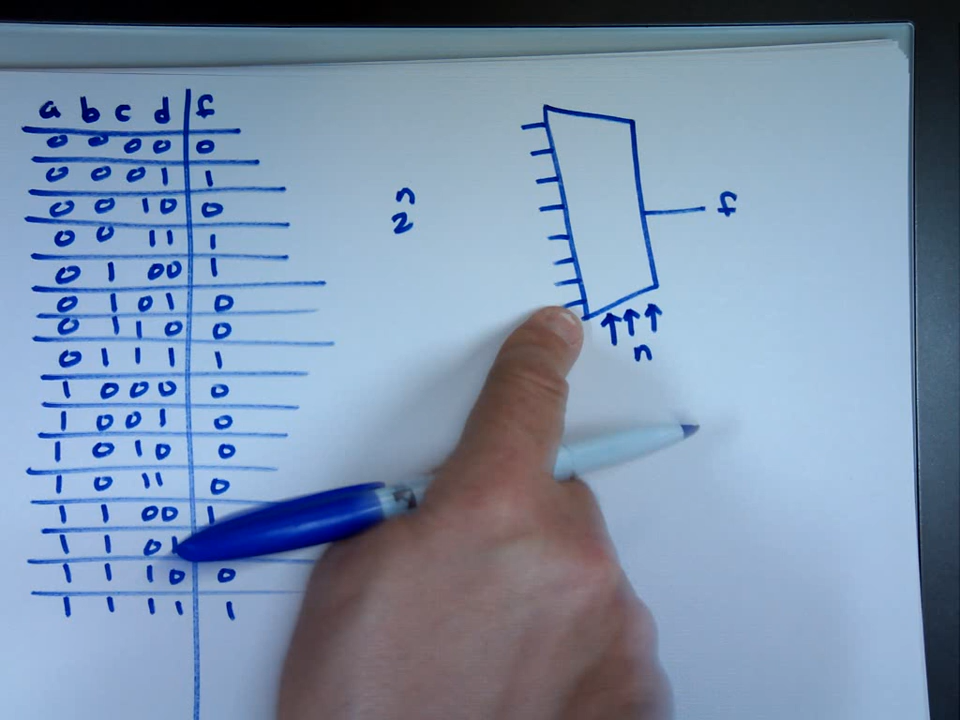 a b c d f
0 0 0 0 0
0 0 0 1 1
0 0 1 0 0
0 0 1 1 1
0 1 0 0 1
0 1 0 1 0
0 1 1 0 0
0 1 1 1 1
1 0 0 0 0
1 0 0 1 0
1 0 1 0 0
1 0 1 1 0
1 1 0 0 1
1 1 0 1
1 1 1 0 0
1 1 1 1 1
2 n
f
n